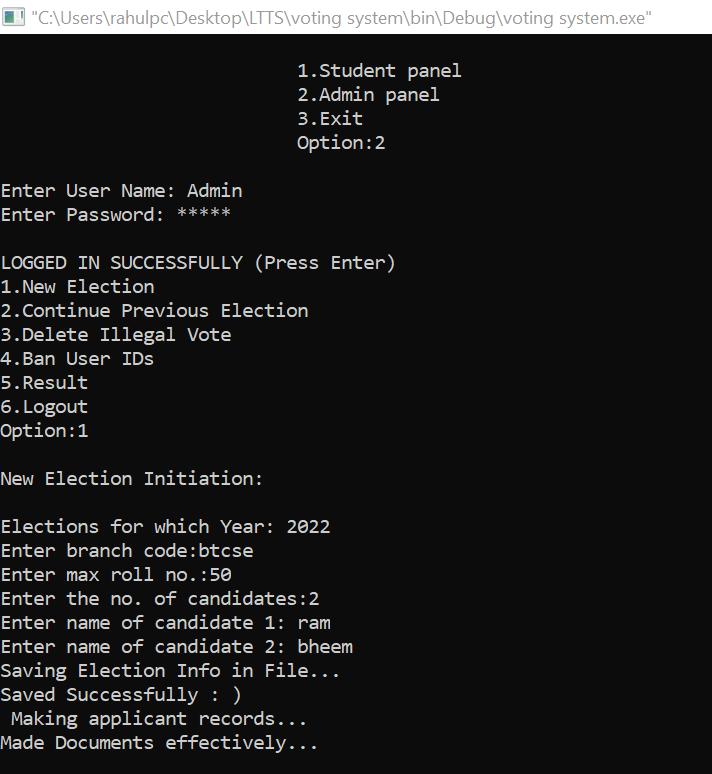 "C:\Users\rahulpc\Desktop\LTTS\voting system\bin\Debug\voting system.exe"
1.Student panel
2.Admin panel
3.Exit
Option:2
Enter User Name: Admin
Enter Password: *****
LOGGED IN SUCCESSFULLY (Press Enter)
1.New Election
2.Continue Previous Election
3.Delete Illegal Vote
4.Ban User IDs
5.Result
6.Logout
Option:1
New Election Initiation:
Elections for which Year: 2022
Enter branch code:btcse
Enter max roll no.:50
Enter the no. of candidates:2
Enter name of candidate 1: ram
Enter name of candidate 2: bheem
Saving Election Info in File...
Saved Successfully : )
Making applicant records...
Made Documents effectively...